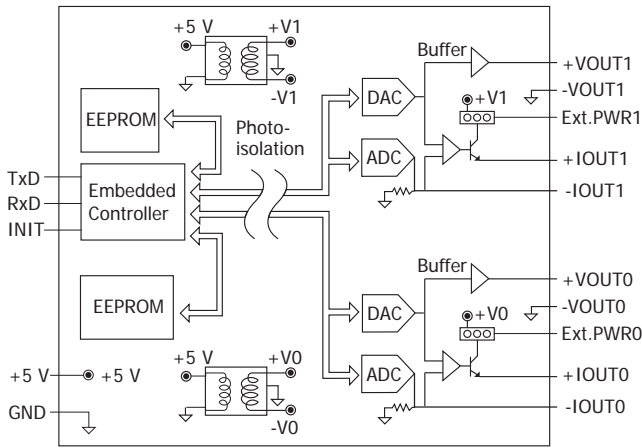 +5 V
+V1
-V1
Buffer
+VOUT1
-VOUT1
DAC
+V1
Ext.PWR1
EEPROM
Photo-
isolation
ADC
+IOUT1
-IOUT1
TxD
RxD
INIT
Embedded
Controller
Buffer
+VOUT0
-VOUT0
EEPROM
DAC
+V0
Ext.PWR0
+5 V
+5 V
+5 V
+V0
-V0
ADC
+IOUT0
-IOUT0
GND